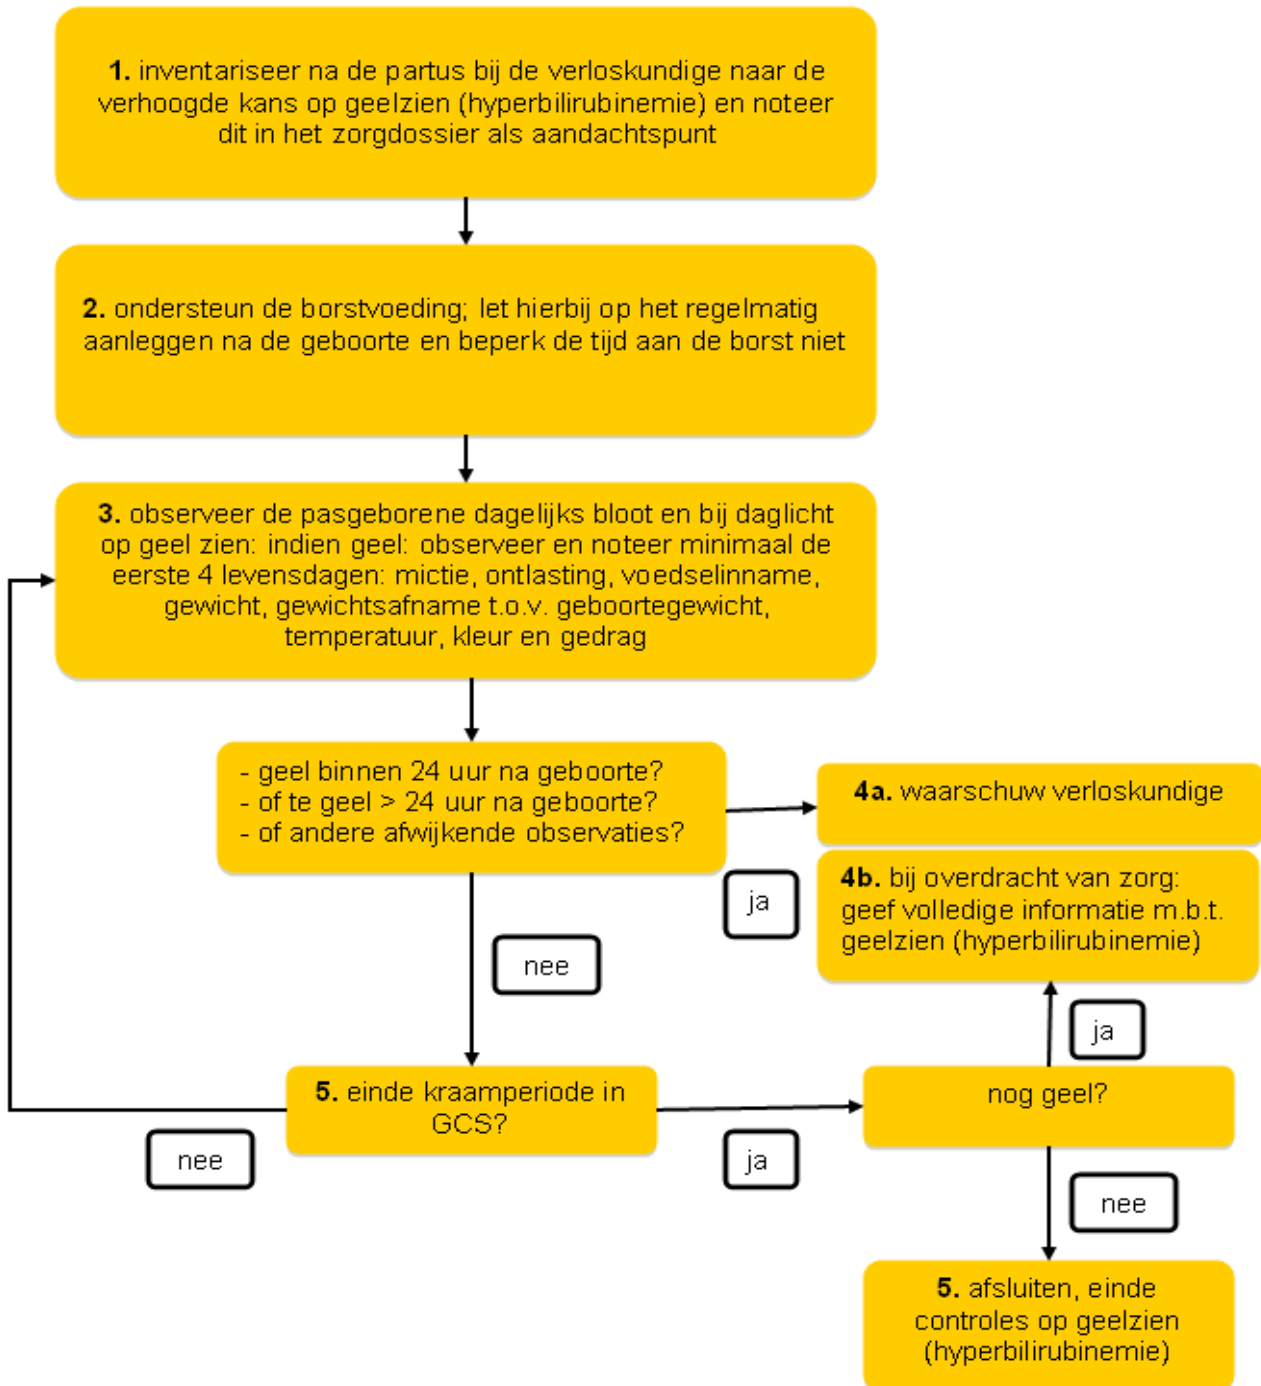 1. inventariseer na de partus bij de verloskundige naar de
verhoogde kans op geelzien (hyperbilirubinemie) en noteer
dit in het zorgdossier als aandachtspunt
2. ondersteun de borstvoeding; let hierbij op het regelmatig
aanleggen na de geboorte en beperk de tijd aan de borst niet
3. observeer de pasgeborene dagelijks bloot en bij daglicht
op geel zien: indien geel: observeer en noteer minimaal de
eerste 4 levensdagen: mictie, ontlasting, voedselinname,
gewicht, gewichtsafname t.o.v. geboortegewicht,
temperatuur, kleur en gedrag
- geel binnen 24 uur na geboorte?
- of te geel > 24 uur na geboorte?
- of andere afwijkende observaties?
4a. waarschuw verloskundige
ja
4b. bij overdracht van zorg:
geef volledige informatie m.b.t.
geelzien (hyperbilirubinemie)
nee
ja
5. einde kraamperiode in
GCS?
nog geel?
nee
ja
nee
5. afsluiten, einde
controles op geelzien
(hyperbilirubinemie)